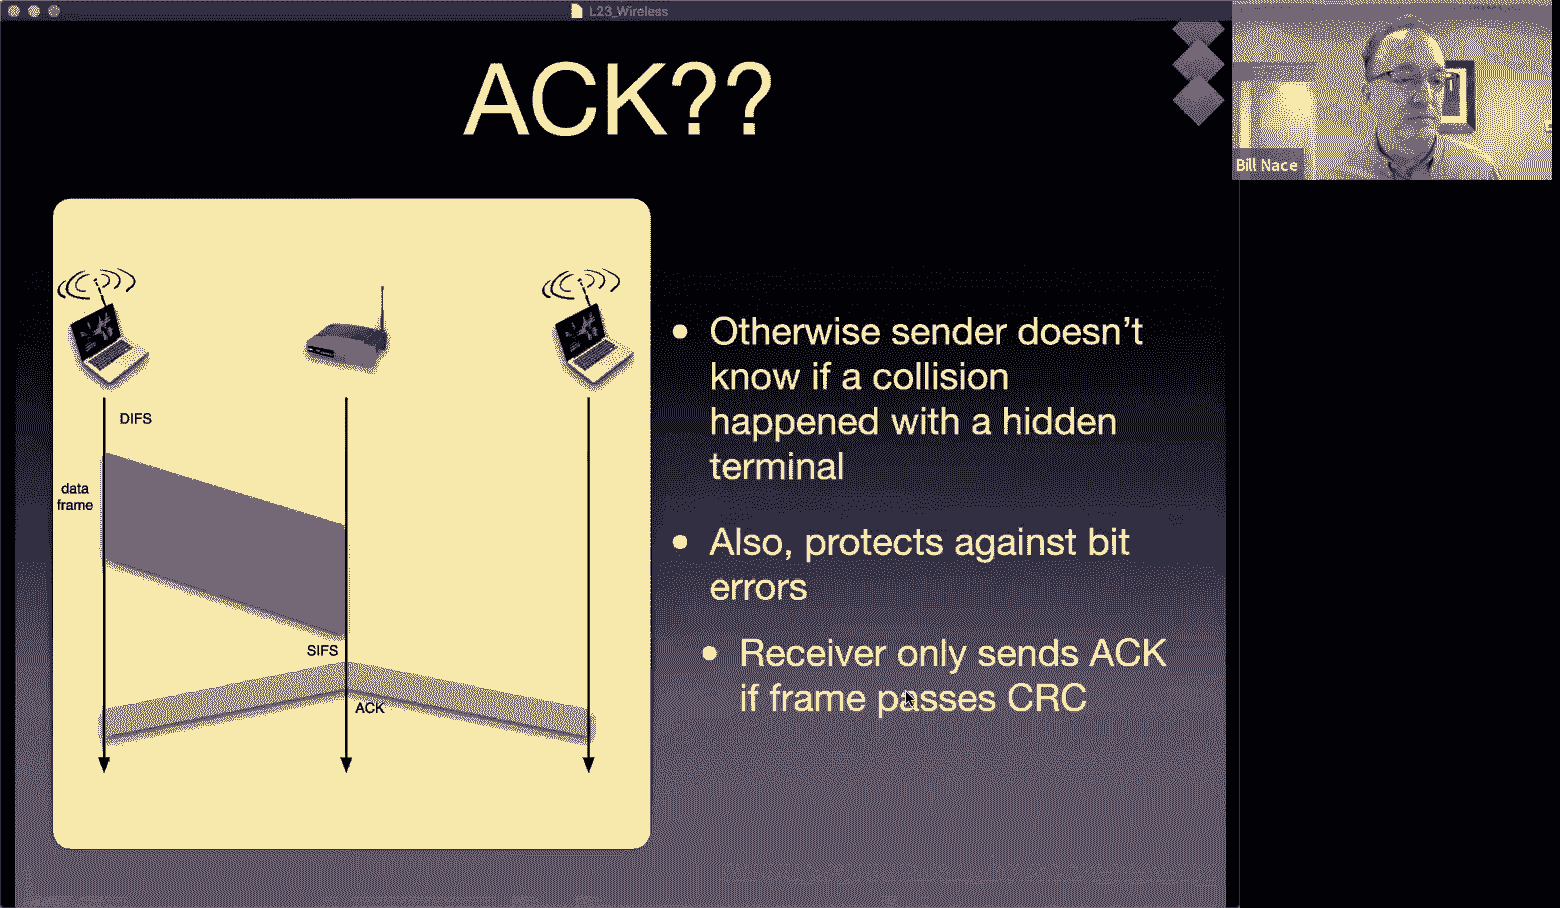 L23_Wireless
ACK??
Bill Nace
DIFS
data
frame
SIFS
ACK
• Otherwise sender doesn’t
know if a collision
happened with a hidden
terminal
• Also, protects against bit
errors
• Receiver only sends ACK
if frame passes CRC